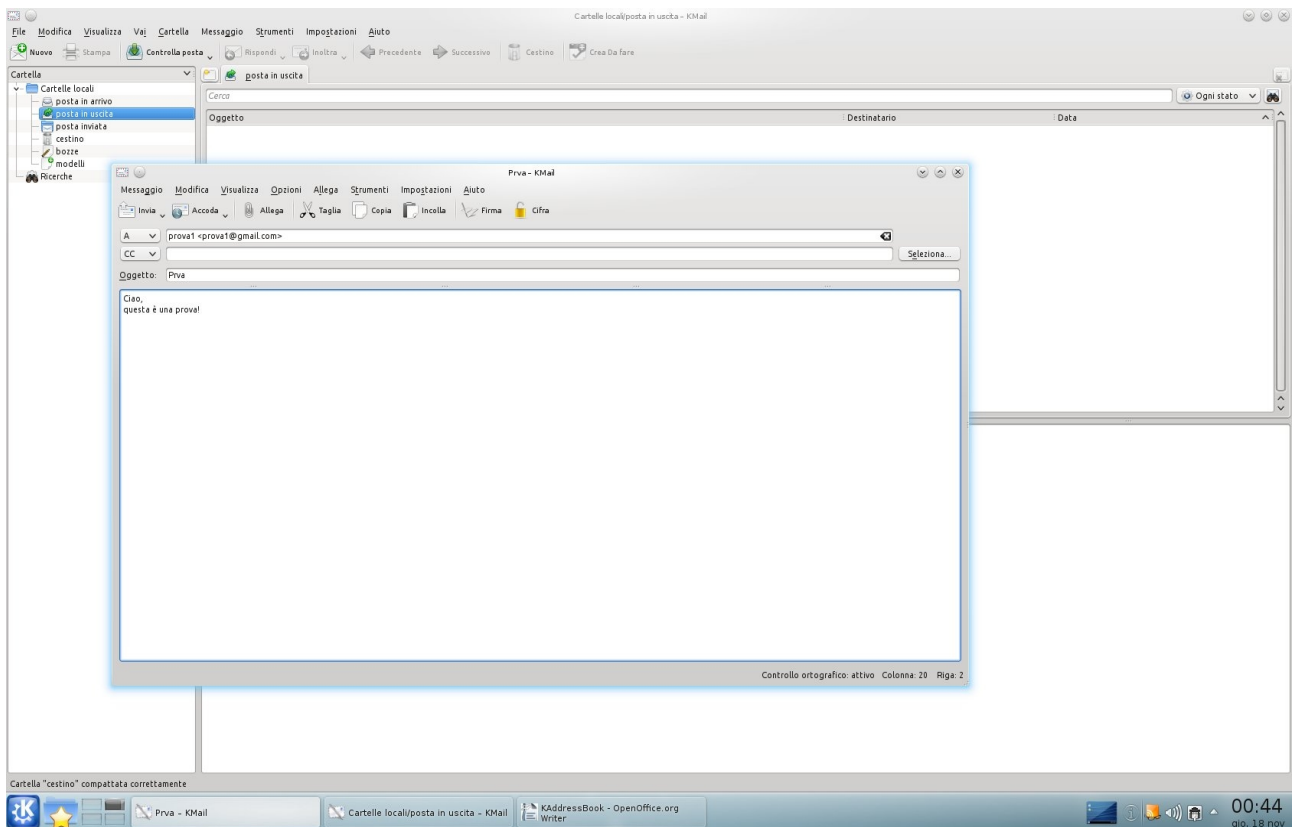 Cartelle locali/posta in uscita – KMail
File Modifica Visualizza Vai Cartella Messaggio Strumenti Impostazioni Aiuto
Nuovo Stampa Controlla posta Rispondi Inoltra Precedente Successivo Cestino Crea Da fare
Cartella
posta in uscita
Cartelle locali
posta in arrivo
posta in uscita
posta inviata
cestino
bozze
modelli
Ricerche
Cerca
Ogni stato
Oggetto Destinatario Data
Prva – KMail
Messaggio Modifica Visualizza Opzioni Allega Strumenti Impostazioni Aiuto
Invia Accoda Allega Taglia Copia Incolla Firma Cifra
A prova1 <prova1@gmail.com>
CC Seleziona...
Oggetto: Prva
Ciao,
questa è una prova!
Controllo ortografico: attivo Colonna: 20 Riga: 2
Cartella "cestino" compattata correttamente
Prva - KMail
Cartelle locali/posta in uscita - KMail
KAddressBook - OpenOffice.org
Writer
00:44
gio, 18 nov